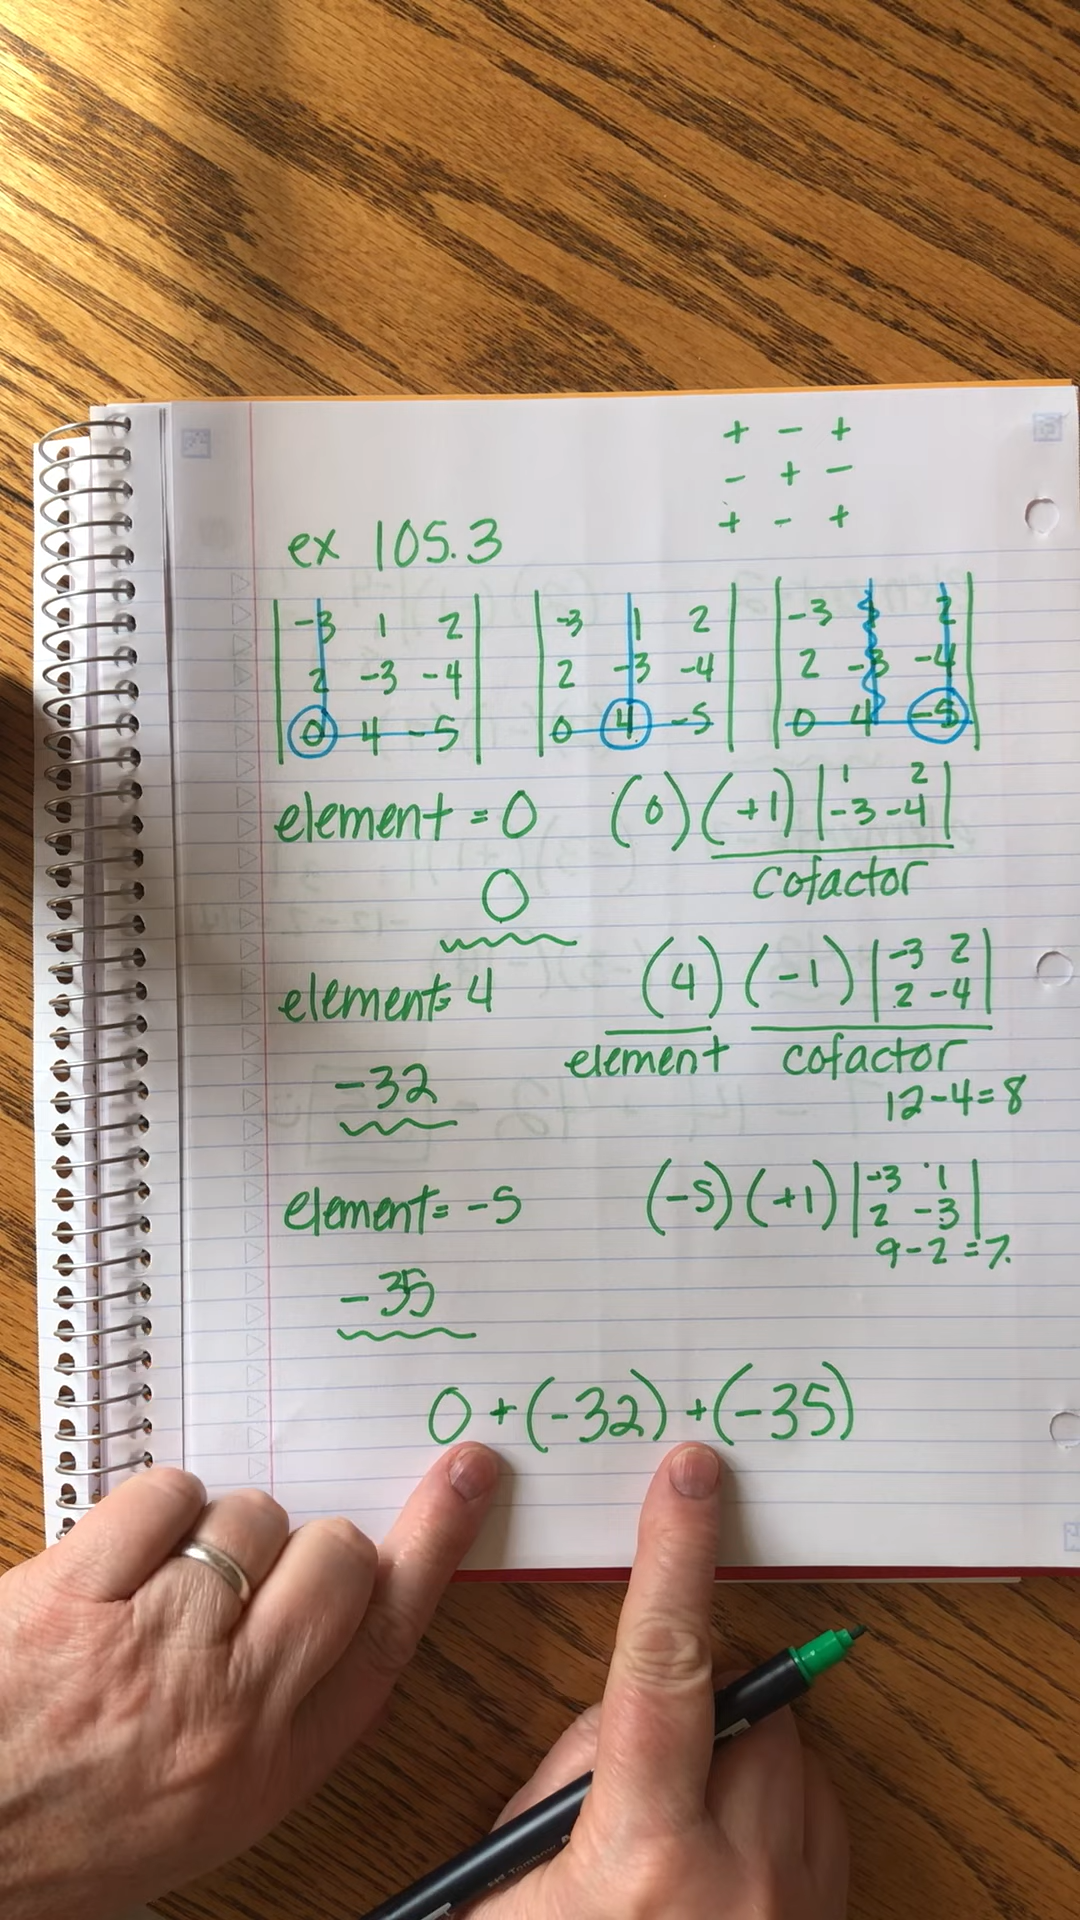 + - +
- + -
+ - +
ex 105.3
-3 1 2
2 -3 -4
0 4 -5
-3 1 2
2 -3 -4
0 4 -5
-3 1 2
2 -3 -4
0 4 -5
element = 0 (0)(+1) | 1 2 |
| -3 -4 |
cofactor
0
element = 4 (4)(-1) | -3 2 |
| 2 -4 |
element cofactor
-32
12-4=8
element = -5 (-5)(+1) | -3 1 |
| 2 -3 |
9-2=7
-35
0 + (-32) + (-35)